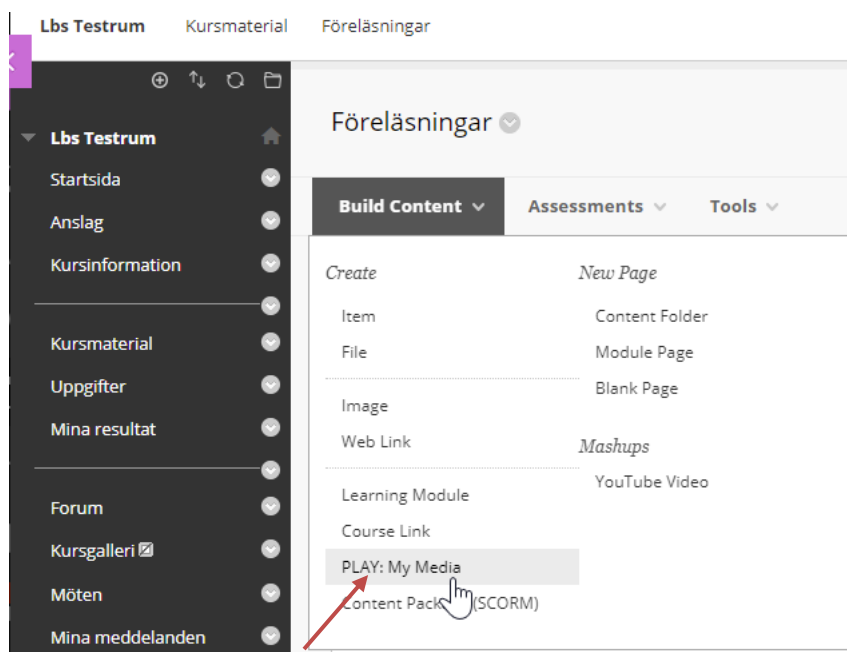 Lbs Testrum Kursmaterial Föreläsningar
Lbs Testrum
Startsida
Anslag
Kursinformation
Kursmaterial
Uppgifter
Mina resultat
Forum
Kursgalleri
Möten
Mina meddelanden
Föreläsningar
Build Content Assessments Tools
Create
Item
File
Image
Web Link
Learning Module
Course Link
PLAY: My Media
Content Pack (SCORM)
New Page
Content Folder
Module Page
Blank Page
Mashups
YouTube Video